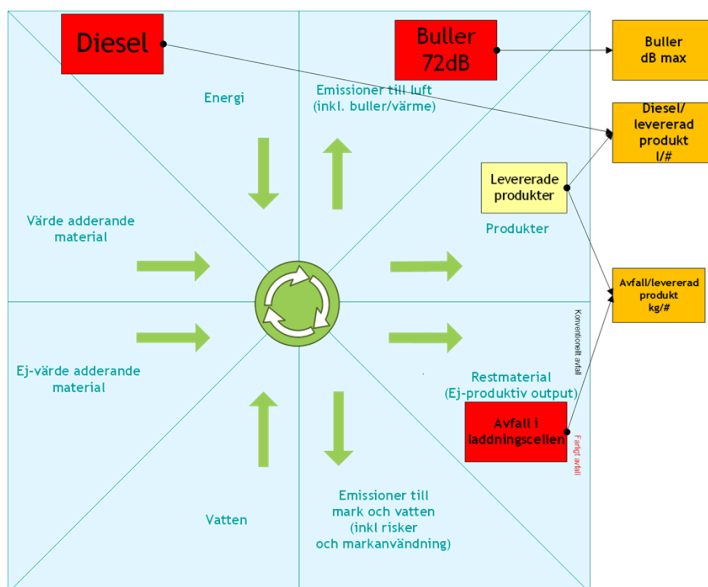 Diesel
Buller
72dB
Buller
dB max
Energi
Emissioner till luft
(inkl. buller/värme)
Diesel/
levererad
produkt
l/#
Levererade
produkter
Värde adderande
material
Produkter
Avfall/levererad
produkt
kg/#
Konventionellt avfall
Ej-värde adderande
material
Restmaterial
(Ej-produktiv output)
Avfall i
laddningscellen
Farligt avfall
Vatten
Emissioner till
mark och vatten
(inkl risker
och markanvändning)